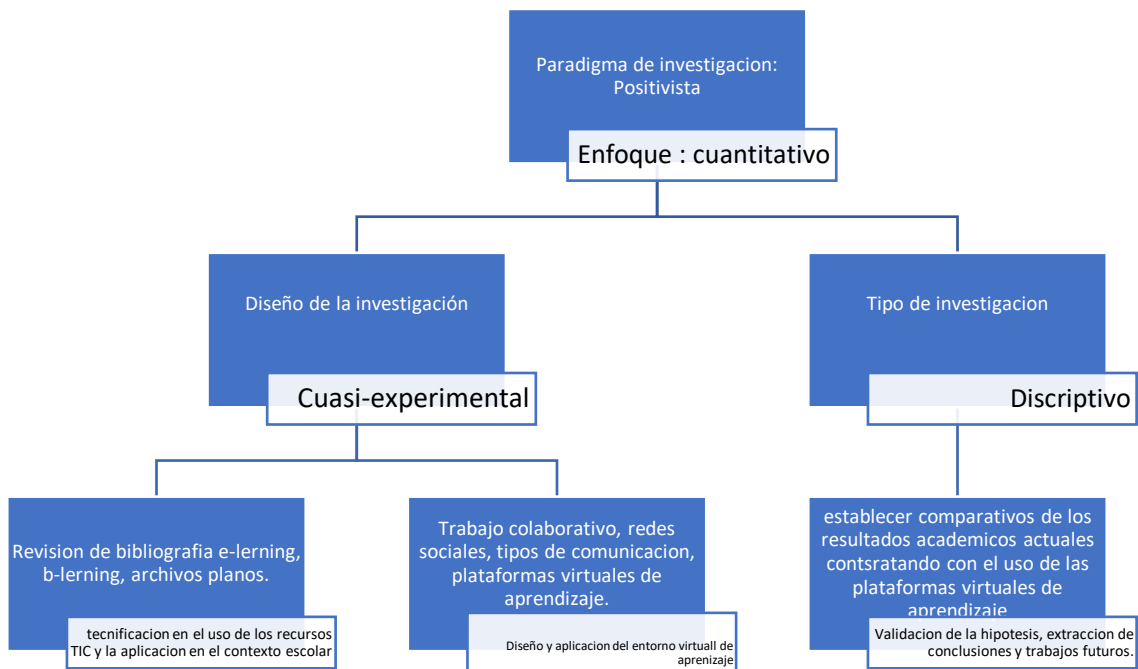 Paradigma de investigacion:
Positivista
Enfoque : cuantitativo
Diseño de la investigación
Cuasi-experimental
Tipo de investigacion
Discriptivo
Revision de bibliografia e-lerning,
b-lerning, archivos planos.
tecnificacion en el uso de los recursos
TIC y la aplicacion en el contexto escolar
Trabajo colaborativo, redes
sociales, tipos de comunicacion,
plataformas virtuales de
aprendizaje.
Diseño y aplicacion del entorno virtuall de
aprenizaje
establecer comparativos de los
resultados academicos actuales
contsratando con el uso de las
plataformas virtuales de
aprendizaje
Validacion de la hipotesis, extraccion de
conclusiones y trabajos futuros.